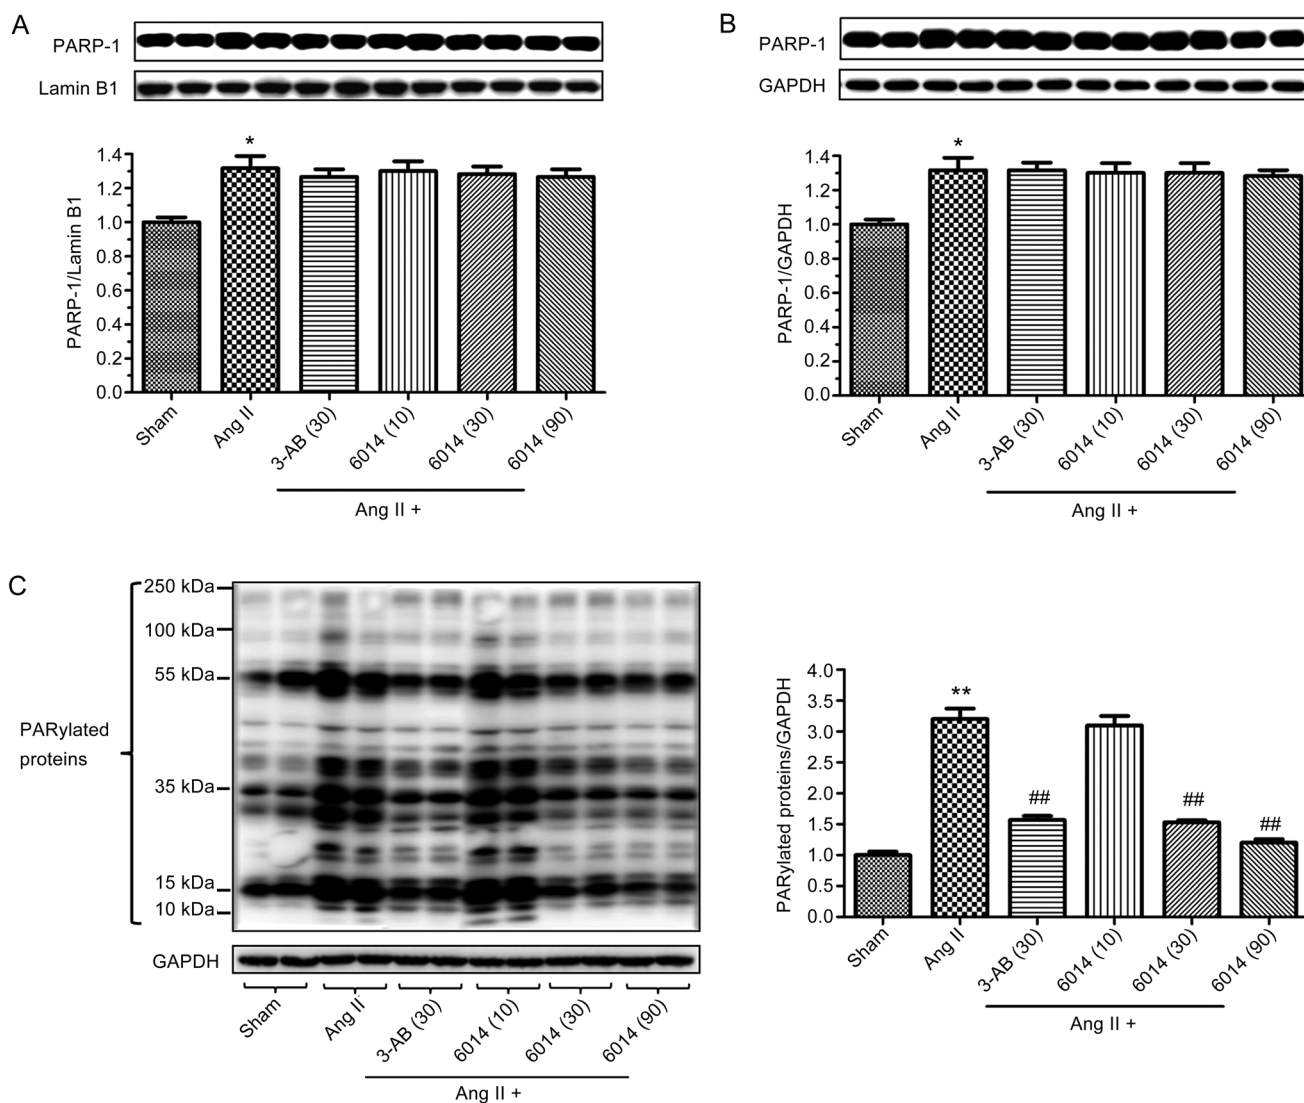 A
PARP-1
Lamin B1
PARP-1/Lamin B1
1.4
1.2
1.0
0.8
0.6
0.4
0.2
0.0
*
Sham
Ang II
3-AB (30)
6014 (10)
6014 (30)
6014 (90)
Ang II +
B
PARP-1
GAPDH
PARP-1/GAPDH
1.4
1.2
1.0
0.8
0.6
0.4
0.2
0.0
*
Sham
Ang II
3-AB (30)
6014 (10)
6014 (30)
6014 (90)
Ang II +
C
PARylated
proteins
250 kDa
100 kDa
55 kDa
35 kDa
15 kDa
10 kDa
GAPDH
Sham
Ang II
3-AB (30)
6014 (10)
6014 (30)
6014 (90)
Ang II +
PARylated proteins/GAPDH
4.0
3.5
3.0
2.5
2.0
1.5
1.0
0.5
0.0
**
##
##
##
Sham
Ang II
3-AB (30)
6014 (10)
6014 (30)
6014 (90)
Ang II +